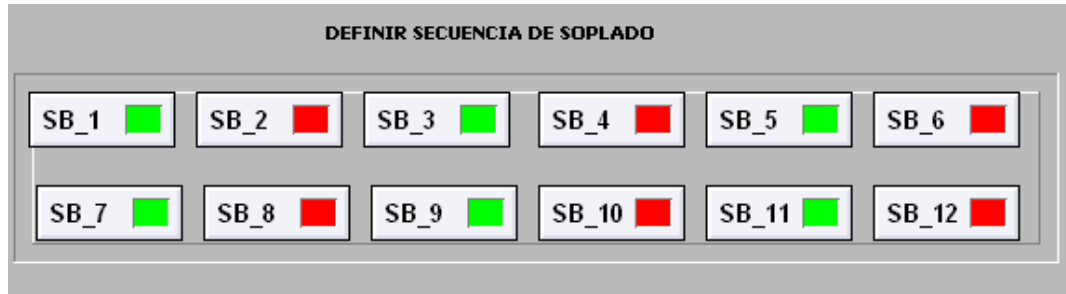 DEFINIR SECUENCIA DE SOPLADO
SB_1 SB_2 SB_3 SB_4 SB_5 SB_6
SB_7 SB_8 SB_9 SB_10 SB_11 SB_12